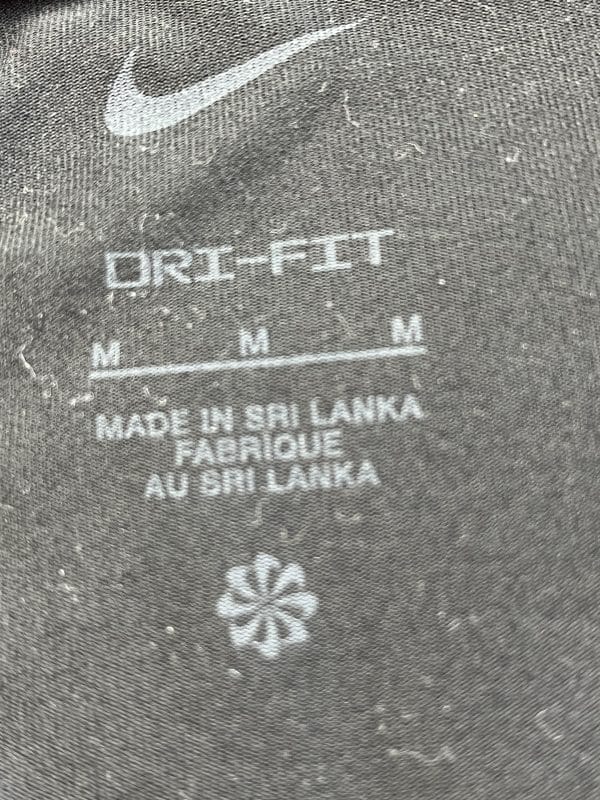 DRI-FIT
M M M
MADE IN SRI LANKA
FABRIQUE
AU SRI LANKA